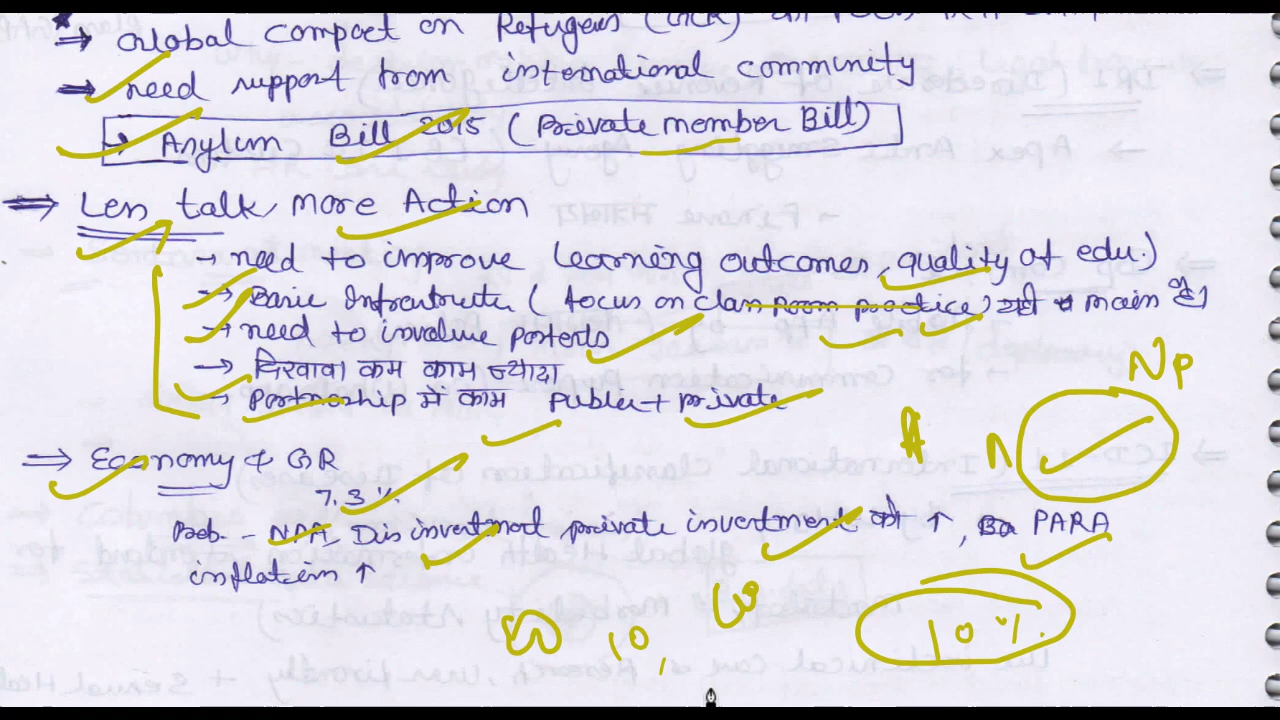 ⇒ Global Compact on Refugees (GCR)
⇒ need support from international community
→ Asylum Bill 2015 (Private member Bill)
⇒ Less talk, more Action
→ need to improve learning outcomes, quality of edu.)
→ Basic Infrastructure (focus on class room practice) main है।
→ need to involve Parents
→ दिखावा कम काम ज्यादा
→ Partnership में काम Public + private
NP
⇒ Economy +
7.3 %
Prob. - NPA, Disinvestment, private investment को ↑, PARA
inflation ↑
10,
10 %.